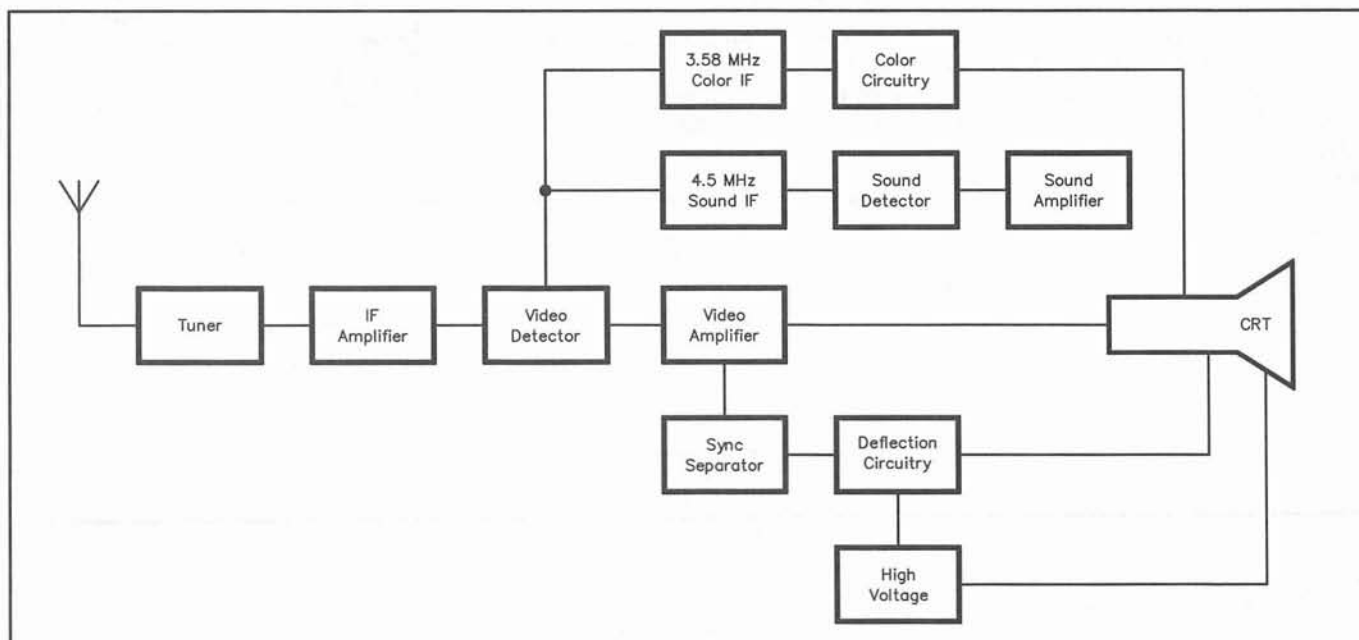 3.58 MHz
Color IF
Color
Circuitry
4.5 MHz
Sound IF
Sound
Detector
Sound
Amplifier
Tuner
IF
Amplifier
Video
Detector
Video
Amplifier
CRT
Sync
Separator
Deflection
Circuitry
High
Voltage